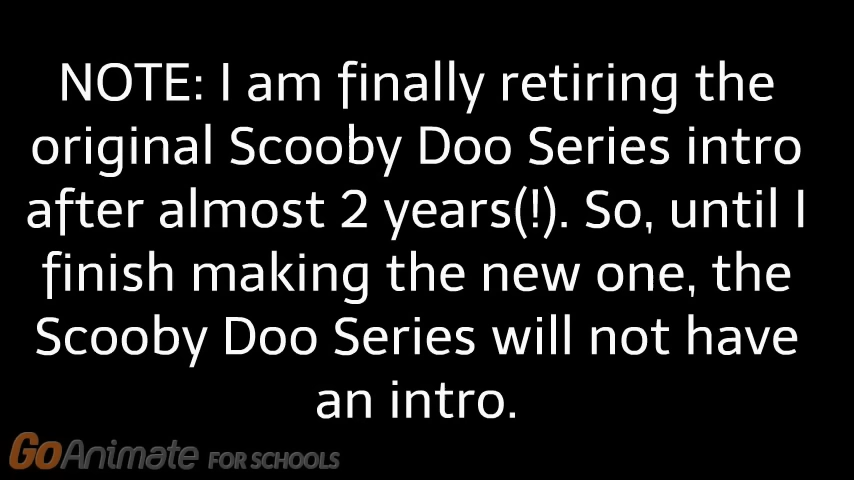 NOTE: I am finally retiring the
original Scooby Doo Series intro
after almost 2 years(!). So, until I
finish making the new one, the
Scooby Doo Series will not have
an intro.
GoAnimate FOR SCHOOLS